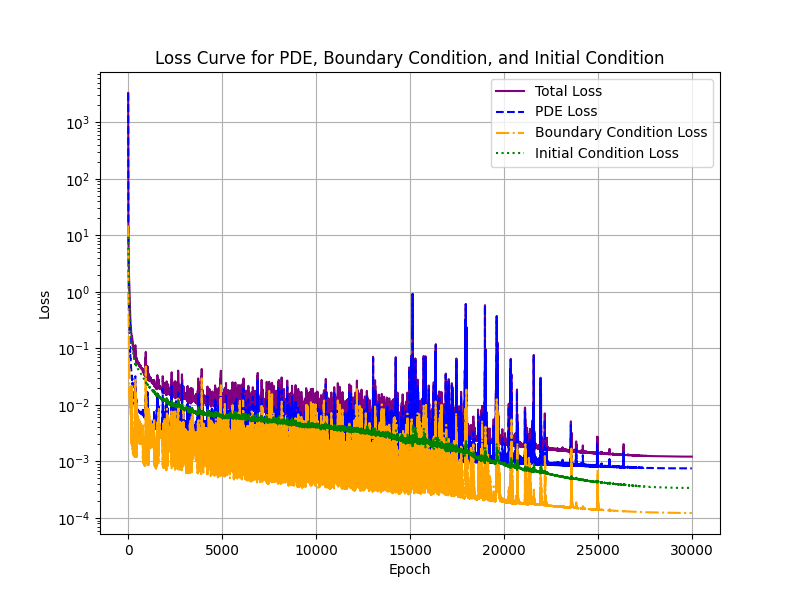 Loss Curve for PDE, Boundary Condition, and Initial Condition
Total Loss
PDE Loss
Boundary Condition Loss
Initial Condition Loss
Loss
10³
10²
10¹
10⁰
10⁻¹
10⁻²
10⁻³
10⁻⁴
0 5000 10000 15000 20000 25000 30000
Epoch